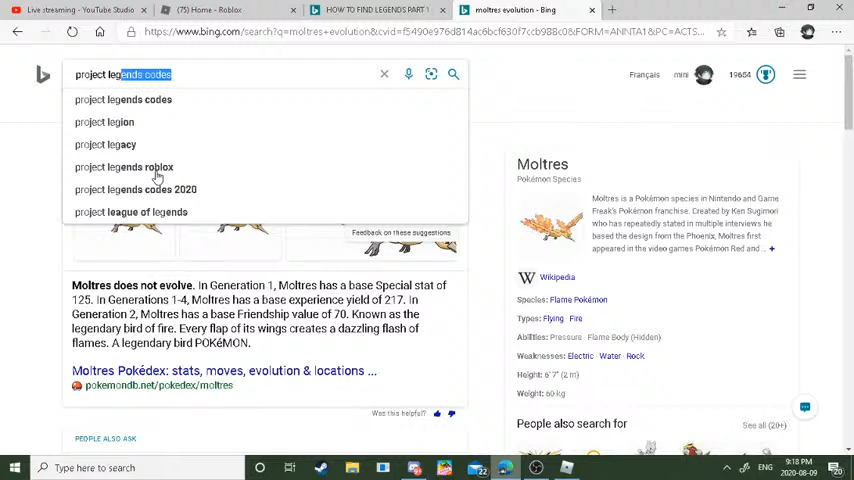 Live streaming - YouTube Studio
(75) Home - Roblox
HOW TO FIND LEGENDS PART 1
moltres evolution - Bing
https://www.bing.com/search?q=moltres+evolution&cvid=f5490e976d814ac6bcf630f7ccb988c0&FORM=ANNTA1&PC=ACTS...
project legends codes
Français
mini
19684
project legends codes
project legion
project legacy
project legends roblox
project legends codes 2020
project league of legends
Feedback on these suggestions
Moltres does not evolve. In Generation 1, Moltres has a base Special stat of
125. In Generations 1-4, Moltres has a base experience yield of 217. In
Generation 2, Moltres has a base Friendship value of 70. Known as the
legendary bird of fire. Every flap of its wings creates a dazzling flash of
flames. A legendary bird POKéMON.
Moltres Pokédex: stats, moves, evolution & locations ...
pokemondb.net/pokedex/moltres
Was this helpful?
PEOPLE ALSO ASK
Moltres
Pokémon Species
Moltres is a Pokémon species in Nintendo and Game
Freak's Pokémon franchise. Created by Ken Sugimori
who has repeatedly stated in multiple interviews he
based the design from the Phoenix, Moltres first
appeared in the video games Pokémon Red and ... +
W Wikipedia
Species: Flame Pokémon
Types: Flying · Fire
Abilities: Pressure · Flame Body (Hidden)
Weaknesses: Electric · Water · Rock
Height: 6' 7" (2 m)
Weight: 60 kg
People also search for
See all (20+)
Type here to search
22
ENG
9:18 PM
2020-08-09
20